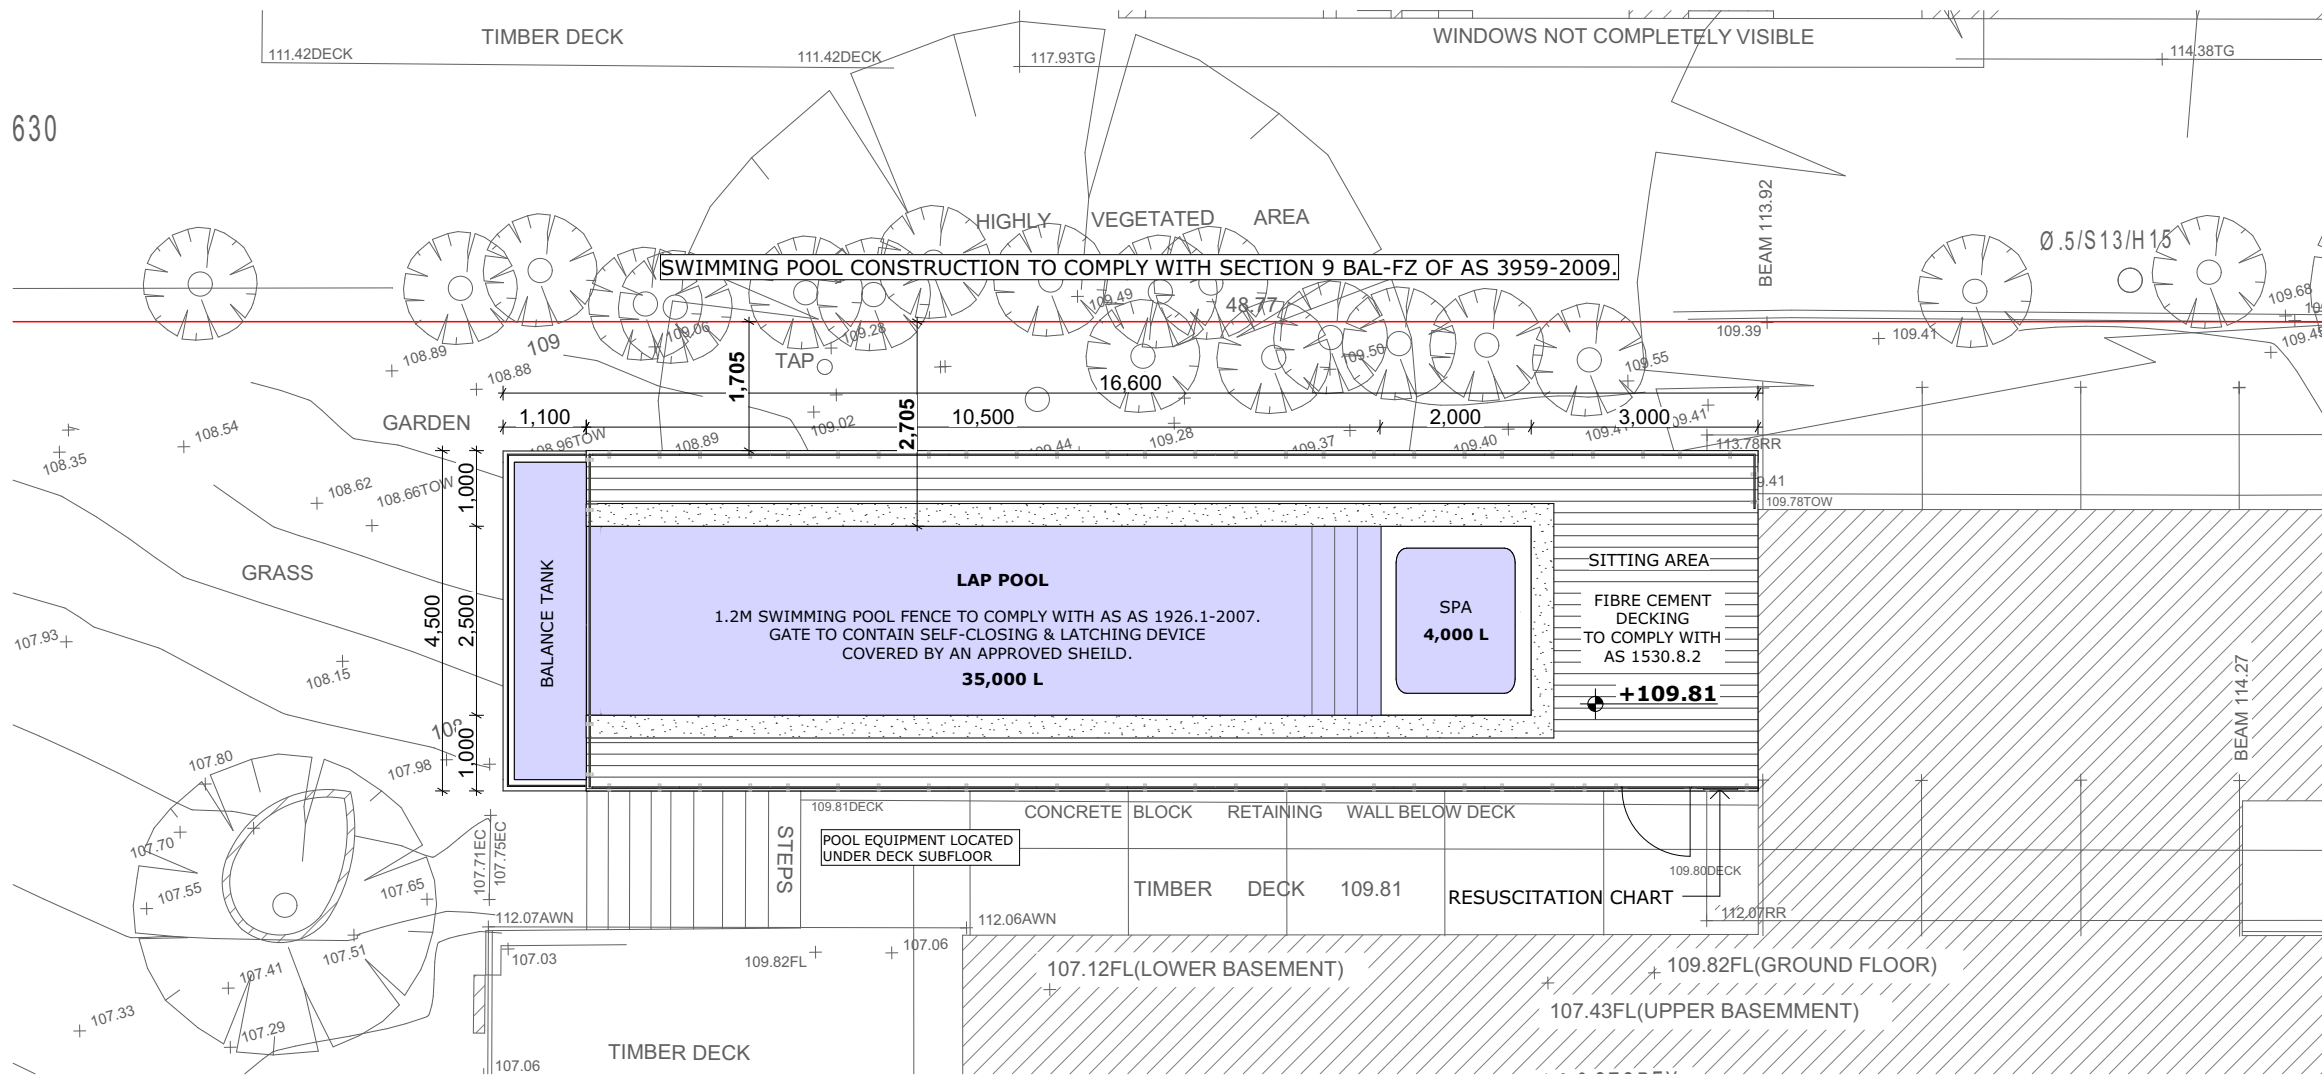 TIMBER DECK
WINDOWS NOT COMPLETELY VISIBLE
111.42DECK
111.42DECK
117.93TG
114.38TG
630
BEAM 113.92
HIGHLY VEGETATED AREA
Ø.5/S13/H15
SWIMMING POOL CONSTRUCTION TO COMPLY WITH SECTION 9 BAL-FZ OF AS 3959-2009.
109.49
48.77
109.68
109.06
109.28
109.39
109.41
108.89
109
TAP
109.50
109.55
108.88
1,705
16,600
GARDEN
1,100
10,500
2,000
3,000
109.41
2,705
108.54
108.96TOW
108.89
109.02
109.44
109.28
109.37
109.40
113.78RR
108.35
108.62
108.66TOW
1,000
9.41
109.78TOW
GRASS
4,500
2,500
BALANCE TANK
LAP POOL
1.2M SWIMMING POOL FENCE TO COMPLY WITH AS AS 1926.1-2007.
GATE TO CONTAIN SELF-CLOSING & LATCHING DEVICE
COVERED BY AN APPROVED SHEILD.
35,000 L
SPA
4,000 L
SITTING AREA
FIBRE CEMENT
DECKING
TO COMPLY WITH
AS 1530.8.2
+109.81
107.93
108.15
BEAM 114.27
1,000
107.80
107.98
109.81DECK
CONCRETE BLOCK RETAINING WALL BELOW DECK
STEPS
POOL EQUIPMENT LOCATED
UNDER DECK SUBFLOOR
107.70
107.71EC
107.75EC
109.80DECK
107.55
107.65
TIMBER DECK 109.81
RESUSCITATION CHART
112.07AWN
112.06AWN
112.07RR
107.51
107.03
109.82FL
107.06
107.41
107.12FL(LOWER BASEMENT)
109.82FL(GROUND FLOOR)
107.33
107.29
107.43FL(UPPER BASEMMENT)
TIMBER DECK
107.06